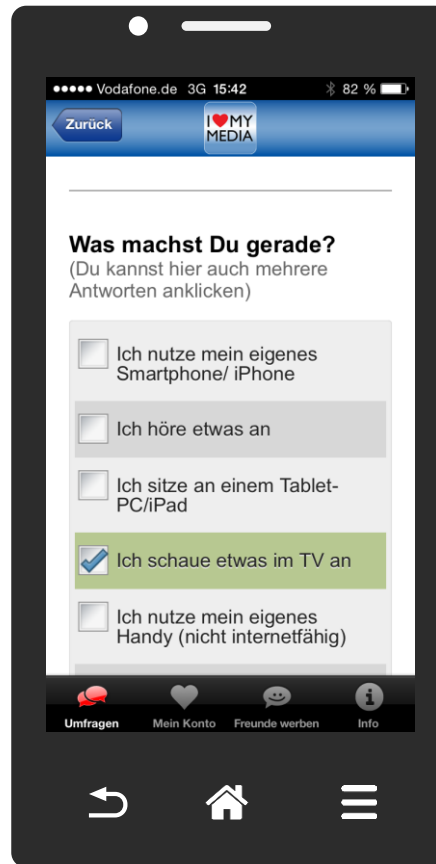 Vodafone.de 3G 15:42 82 %
Zurück
I MY
MEDIA
Was machst Du gerade?
(Du kannst hier auch mehrere
Antworten anklicken)
Ich nutze mein eigenes
Smartphone/ iPhone
Ich höre etwas an
Ich sitze an einem Tablet-
PC/iPad
Ich schaue etwas im TV an
Ich nutze mein eigenes
Handy (nicht internetfähig)
Umfragen Mein Konto Freunde werben Info